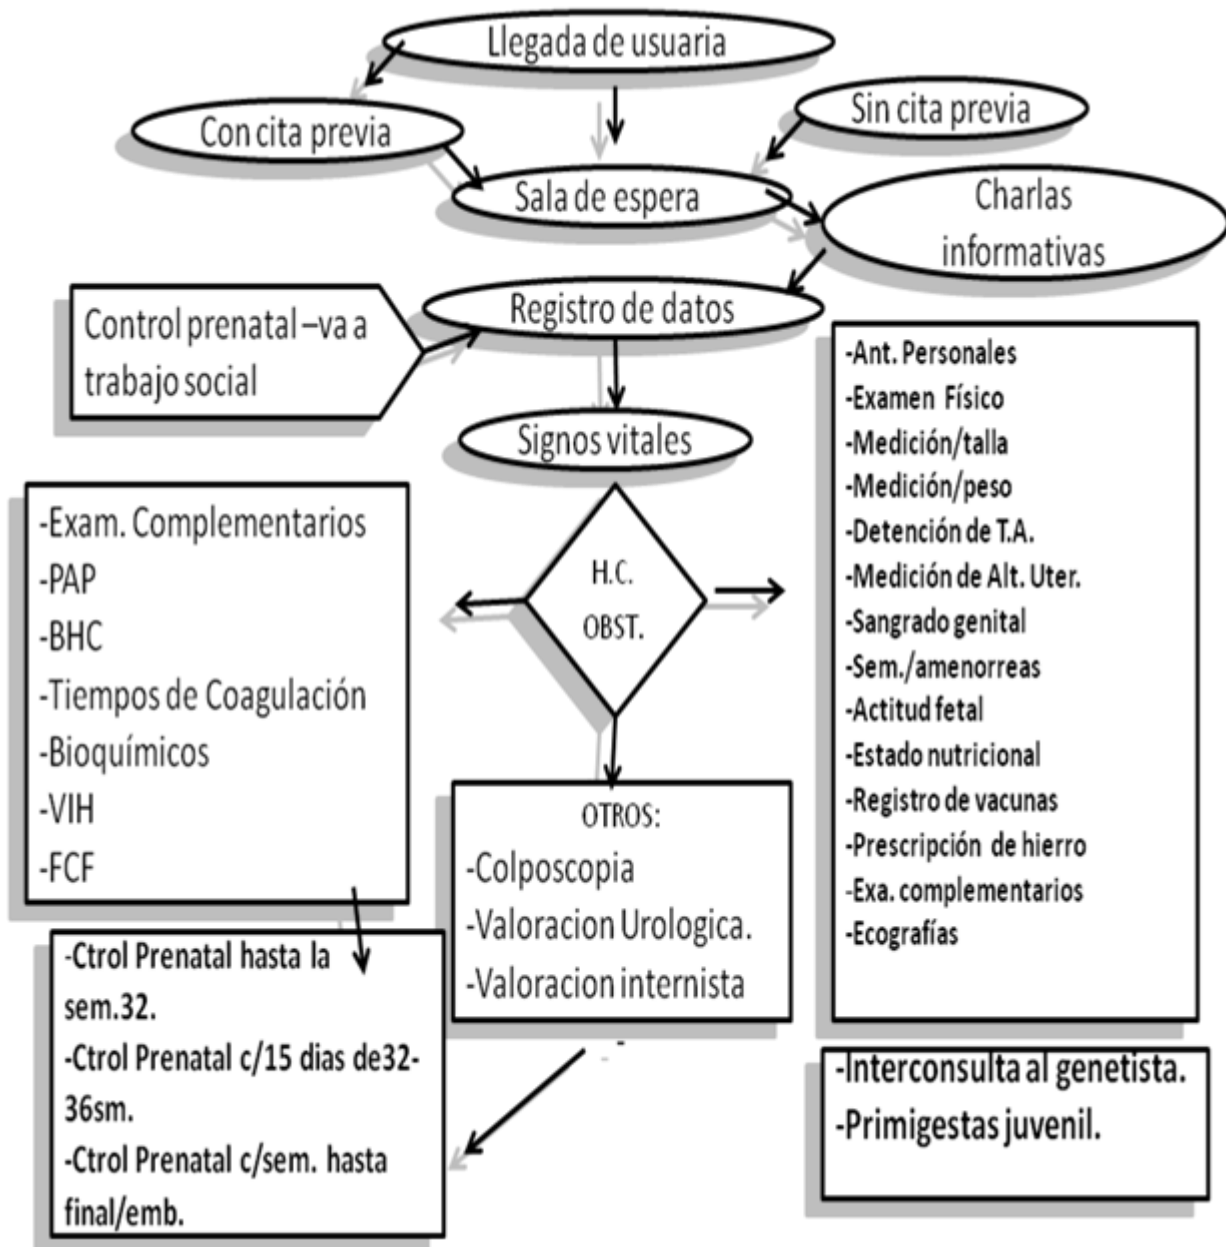 Llegada de usuaria
Con cita previa
Sin cita previa
Sala de espera
Charlas
informativas
Registro de datos
Control prenatal –va a
trabajo social
Signos vitales
-Exam. Complementarios
-PAP
-BHC
-Tiempos de Coagulación
-Bioquímicos
-VIH
-FCF
H.C.
OBST.
-Ant. Personales
-Examen Físico
-Medición/talla
-Medición/peso
-Detención de T.A.
-Medición de Alt. Uter.
-Sangrado genital
-Sem./amenorreas
-Actitud fetal
-Estado nutricional
-Registro de vacunas
-Prescripción de hierro
-Exa. complementarios
-Ecografías
OTROS:
-Colposcopia
-Valoracion Urologica.
-Valoracion internista
-
-Ctrol Prenatal hasta la
sem.32.
-Ctrol Prenatal c/15 dias de32-
36sm.
-Ctrol Prenatal c/sem. hasta
final/emb.
-Interconsulta al genetista.
-Primigestas juvenil.